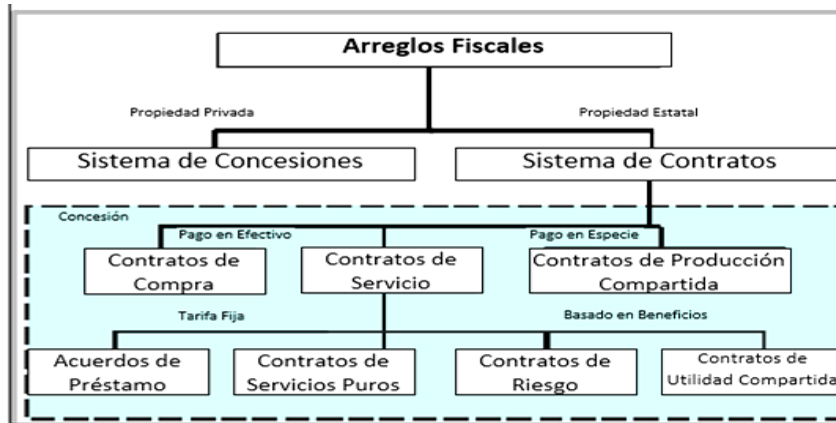 Arreglos Fiscales
Propiedad Privada
Propiedad Estatal
Sistema de Concesiones
Sistema de Contratos
Concesión
Pago en Efectivo
Pago en Especie
Contratos de
Compra
Contratos de
Servicio
Contratos de Producción
Compartida
Tarifa Fija
Basado en Beneficios
Acuerdos de
Préstamo
Contratos de
Servicios Puros
Contratos de
Riesgo
Contratos de
Utilidad Compartida